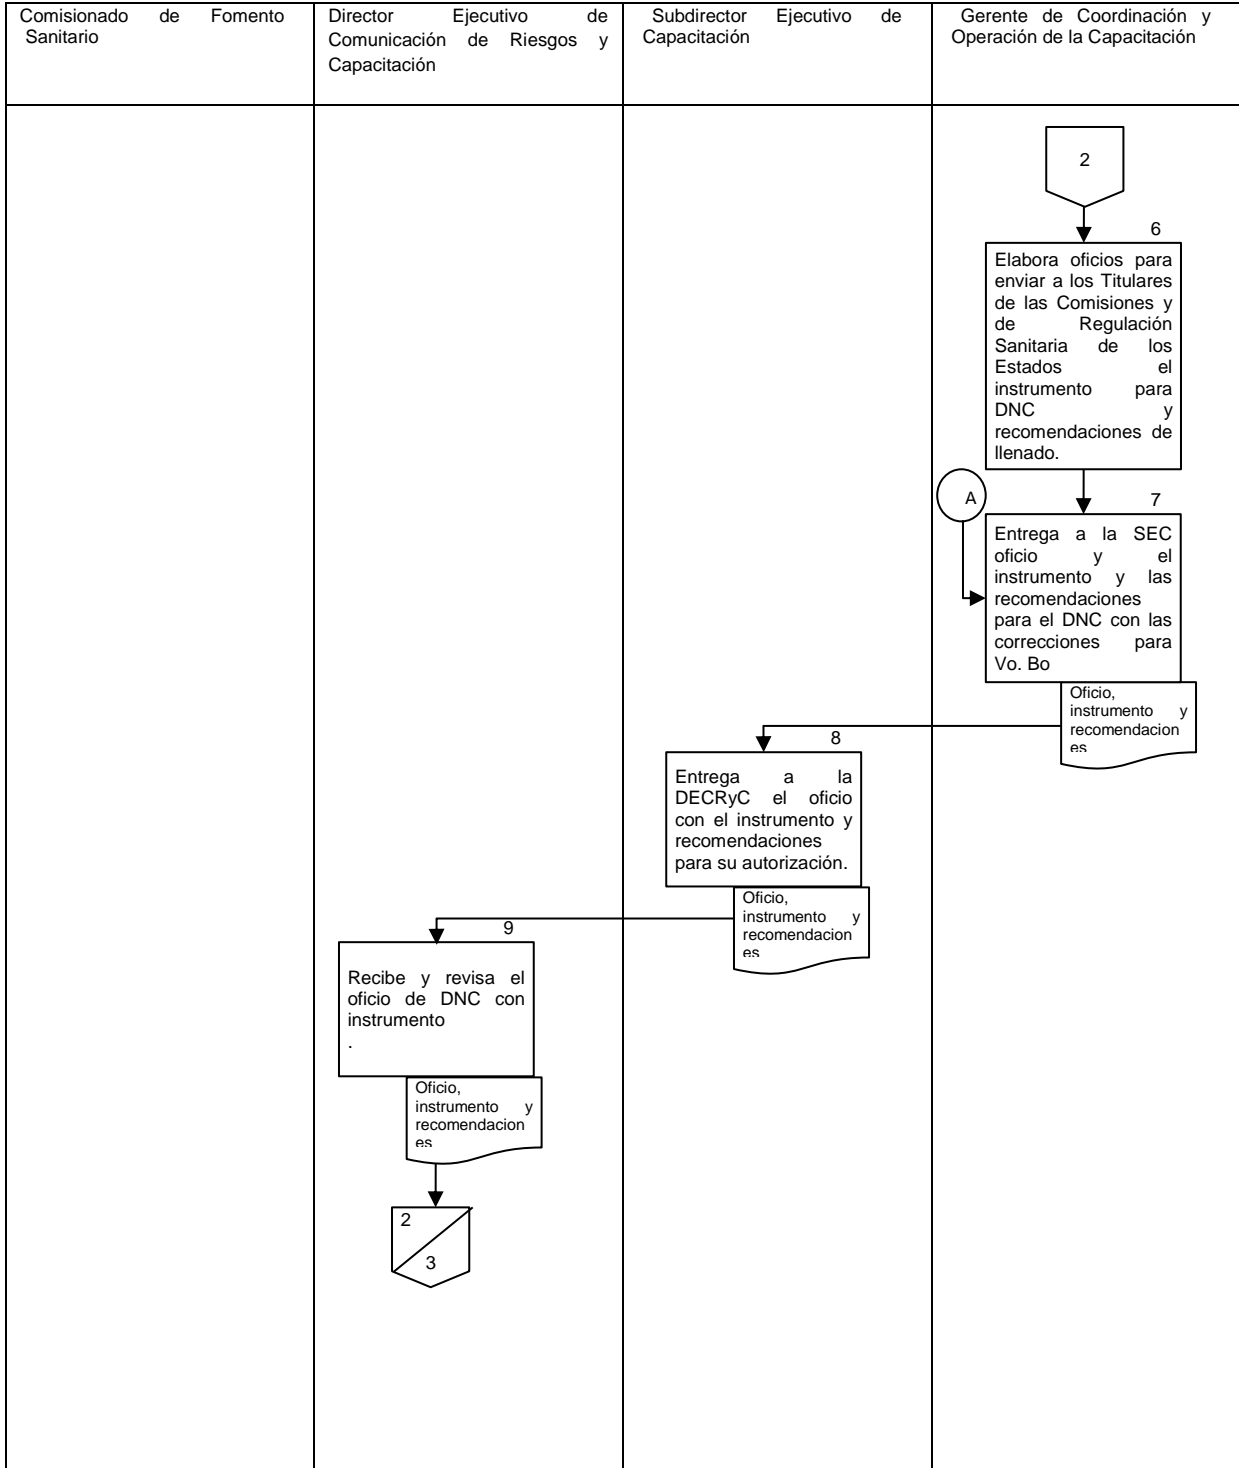 Comisionado de Fomento
Sanitario
Director Ejecutivo de
Comunicación de Riesgos y
Capacitación
Subdirector Ejecutivo de
Capacitación
Gerente de Coordinación y
Operación de la Capacitación
2
6
Elabora oficios para
enviar a los Titulares
de las Comisiones y
de Regulación
Sanitaria de los
Estados el
instrumento para
DNC y
recomendaciones de
llenado.
A
7
Entrega a la SEC
oficio y el
instrumento y las
recomendaciones
para el DNC con las
correcciones para
Vo. Bo
Oficio,
instrumento y
recomendacion
es
8
Entrega a la
DECRyC el oficio
con el instrumento y
recomendaciones
para su autorización.
Oficio,
instrumento y
recomendacion
es
9
Recibe y revisa el
oficio de DNC con
instrumento
.
Oficio,
instrumento y
recomendacion
es
2
3